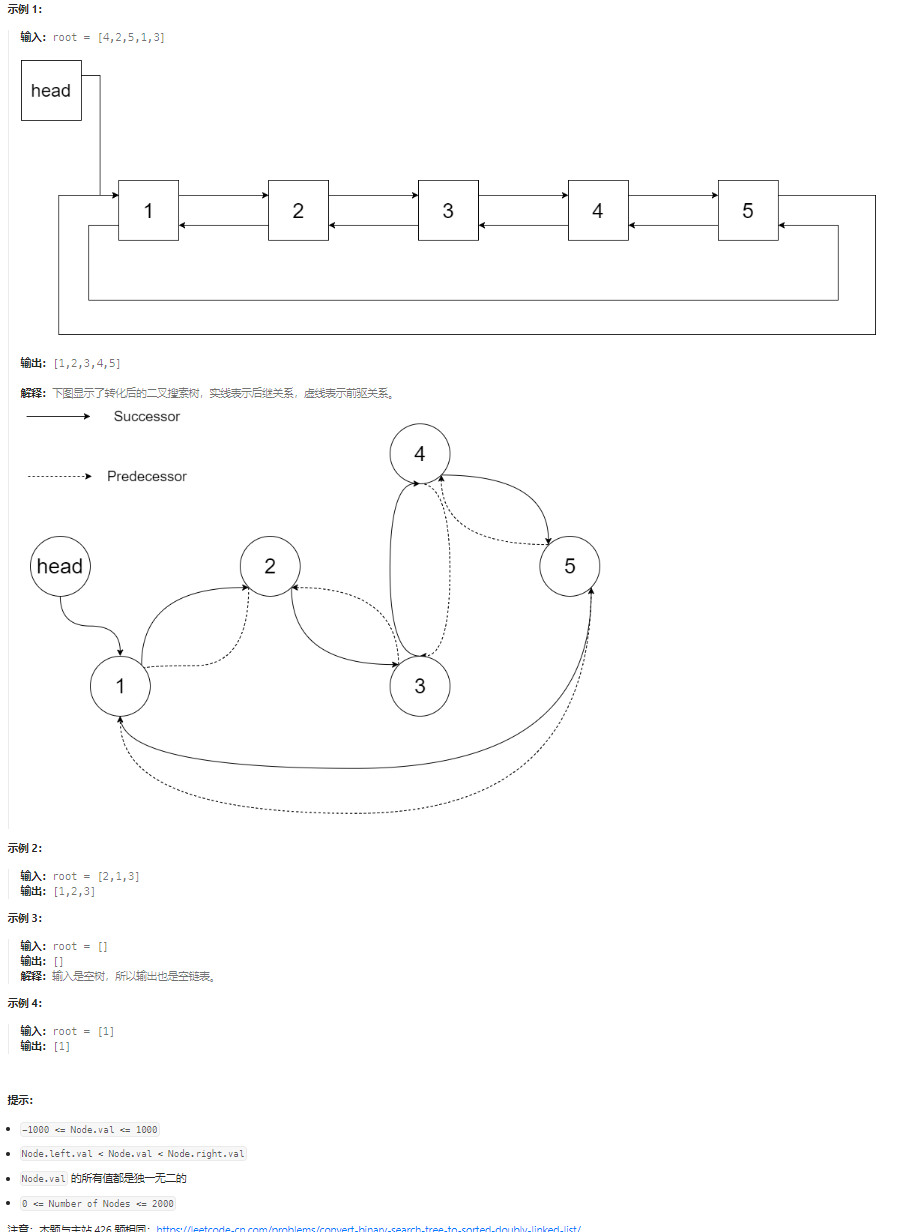 示例 1:
输入: root = [4,2,5,1,3]
head
1 2 3 4 5
输出: [1,2,3,4,5]
解释: 下图显示了转化后的二叉搜索树，实线表示后继关系，虚线表示前驱关系。
Successor
4
Predecessor
head 2 5
1 3
示例 2:
输入: root = [2,1,3]
输出: [1,2,3]
示例 3:
输入: root = []
输出: []
解释: 输入是空树，所以输出也是空链表。
示例 4:
输入: root = [1]
输出: [1]
提示:
-1000 <= Node.val <= 1000
Node.left.val < Node.val < Node.right.val
Node.val 的所有值都是独一无二的
0 <= Number of Nodes <= 2000
注意: 本题与主站 426 题相同: https://leetcode-cn.com/problems/convert-binary-search-tree-to-sorted-doubly-linked-list/